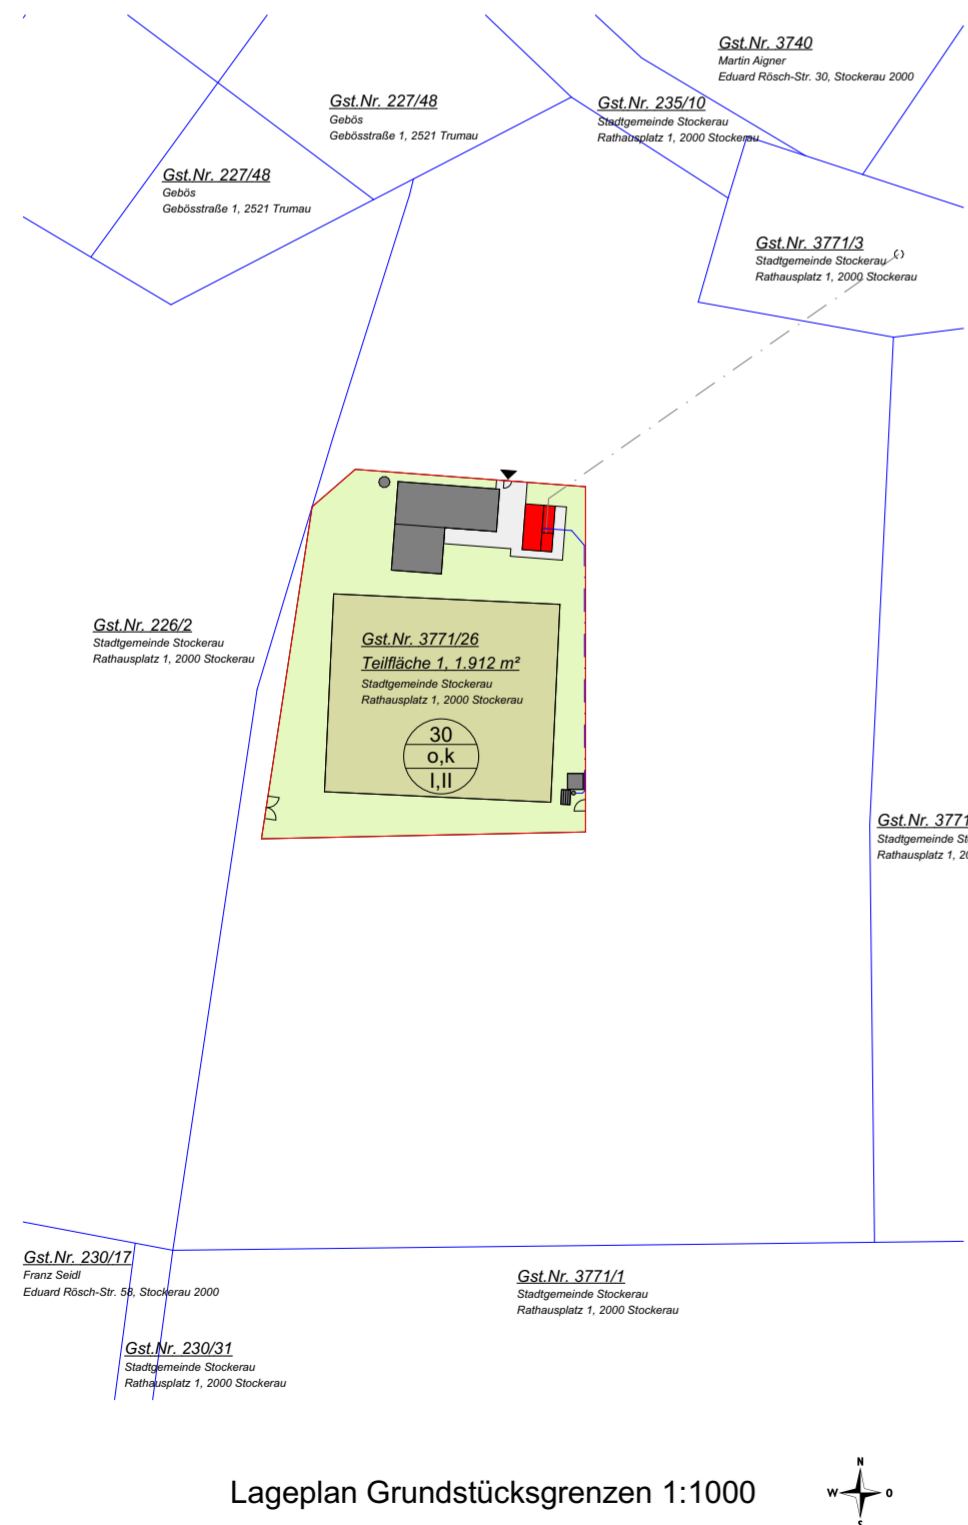 Gst.Nr. 3740
Martin Aigner
Eduard Rösch-Str. 30, Stockerau 2000
Gst.Nr. 227/48
Gebös
Gebösstraße 1, 2521 Trumau
Gst.Nr. 235/10
Stadtgemeinde Stockerau
Rathausplatz 1, 2000 Stockerau
Gst.Nr. 227/48
Gebös
Gebösstraße 1, 2521 Trumau
Gst.Nr. 3771/3
Stadtgemeinde Stockerau
Rathausplatz 1, 2000 Stockerau
Gst.Nr. 226/2
Stadtgemeinde Stockerau
Rathausplatz 1, 2000 Stockerau
Gst.Nr. 3771/26
Teilfläche 1, 1.912 m²
Stadtgemeinde Stockerau
Rathausplatz 1, 2000 Stockerau
30
o,k
I,II
Gst.Nr. 3771
Stadtgemeinde St
Rathausplatz 1, 20
Gst.Nr. 230/17
Franz Seidl
Eduard Rösch-Str. 58, Stockerau 2000
Gst.Nr. 3771/1
Stadtgemeinde Stockerau
Rathausplatz 1, 2000 Stockerau
Gst.Nr. 230/31
Stadtgemeinde Stockerau
Rathausplatz 1, 2000 Stockerau
Lageplan Grundstücksgrenzen 1:1000
N
W O
S